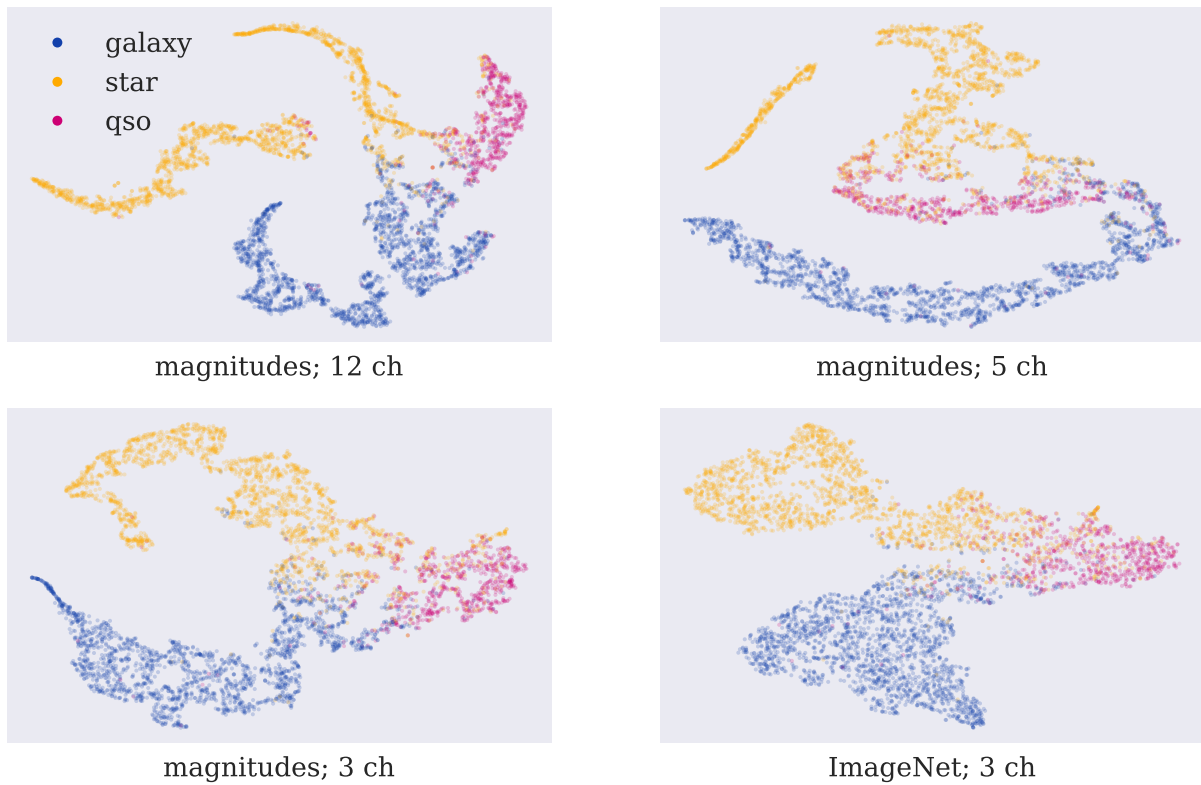 galaxy
star
qso
magnitudes; 12 ch
magnitudes; 5 ch
magnitudes; 3 ch
ImageNet; 3 ch